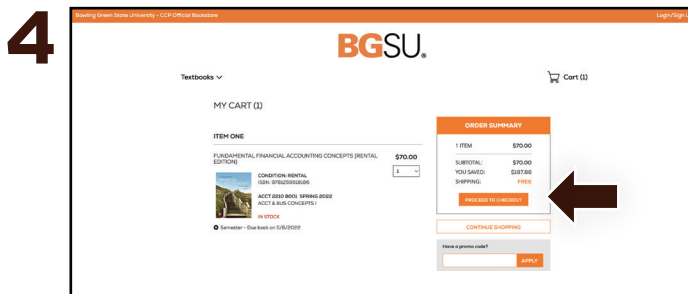 4
Bowling Green State University - CCP Official Bookstore
Login/Sign U
BGSU.
Textbooks
Cart (1)
MY CART (1)
ITEM ONE
FUNDAMENTAL FINANCIAL ACCOUNTING CONCEPTS (RENTAL EDITION)
$70.00
1
CONDITION: RENTAL
ACCT 2210 8001 SPRING 2022
ACCT & BUS CONCEPTS I
IN STOCK
Semester - Due back on 5/6/2022
ORDER SUMMARY
1 ITEM $70.00
SUBTOTAL: $70.00
YOU SAVED: $197.86
SHIPPING: FREE
PROCEED TO CHECKOUT
CONTINUE SHOPPING
Have a promo code?
APPLY